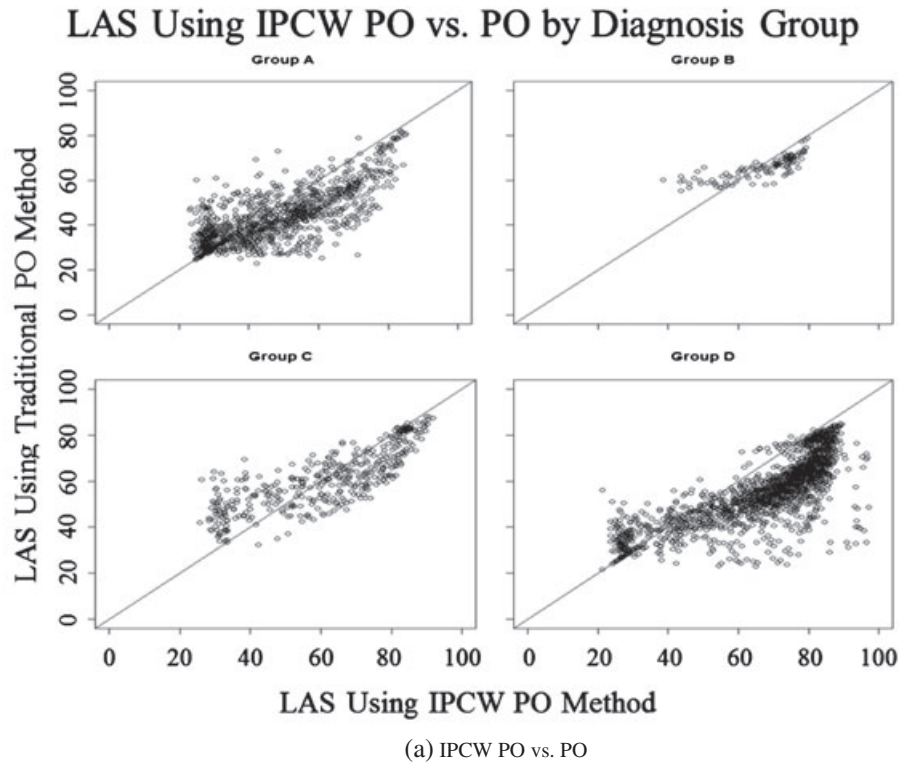 LAS Using IPCW PO vs. PO by Diagnosis Group
Group A
Group B
LAS Using Traditional PO Method
100
80
60
40
20
0
Group C
Group D
100
80
60
40
20
0
0 20 40 60 80 100
0 20 40 60 80 100
LAS Using IPCW PO Method
(a) IPCW PO vs. PO